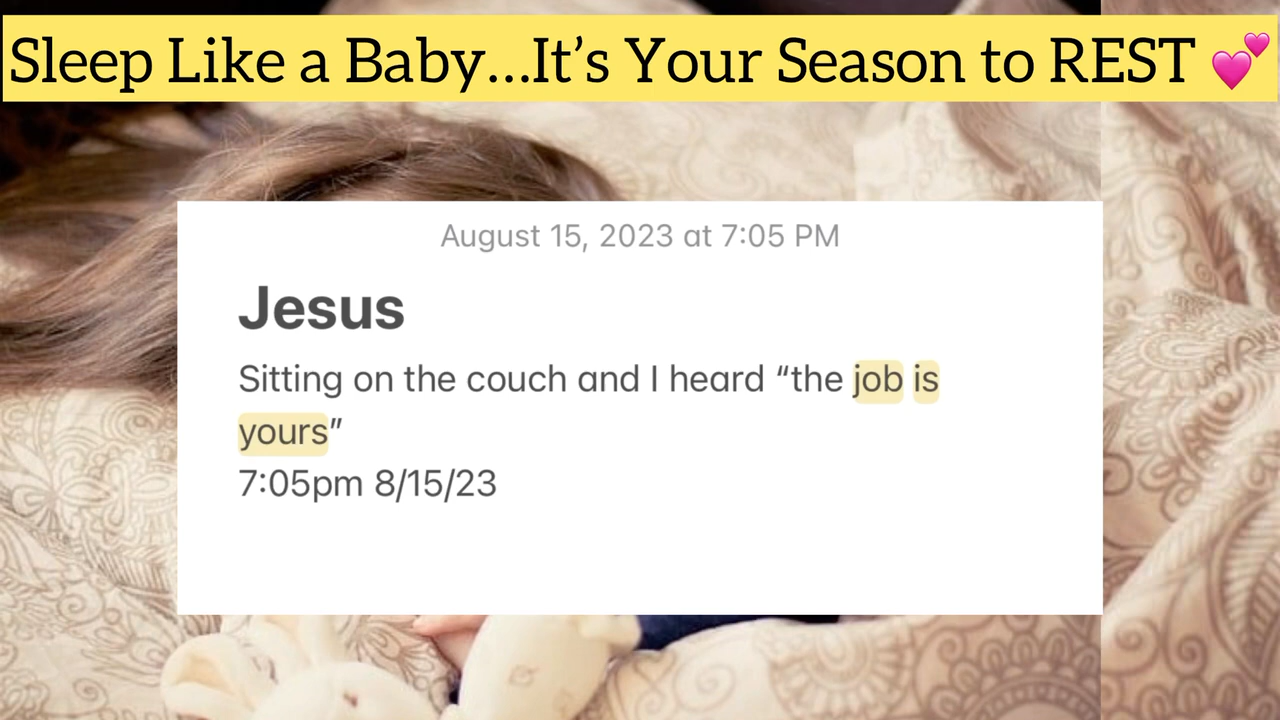 Sleep Like a Baby...It’s Your Season to REST 💕
August 15, 2023 at 7:05 PM
Jesus
Sitting on the couch and I heard “the job is
yours”
7:05pm 8/15/23